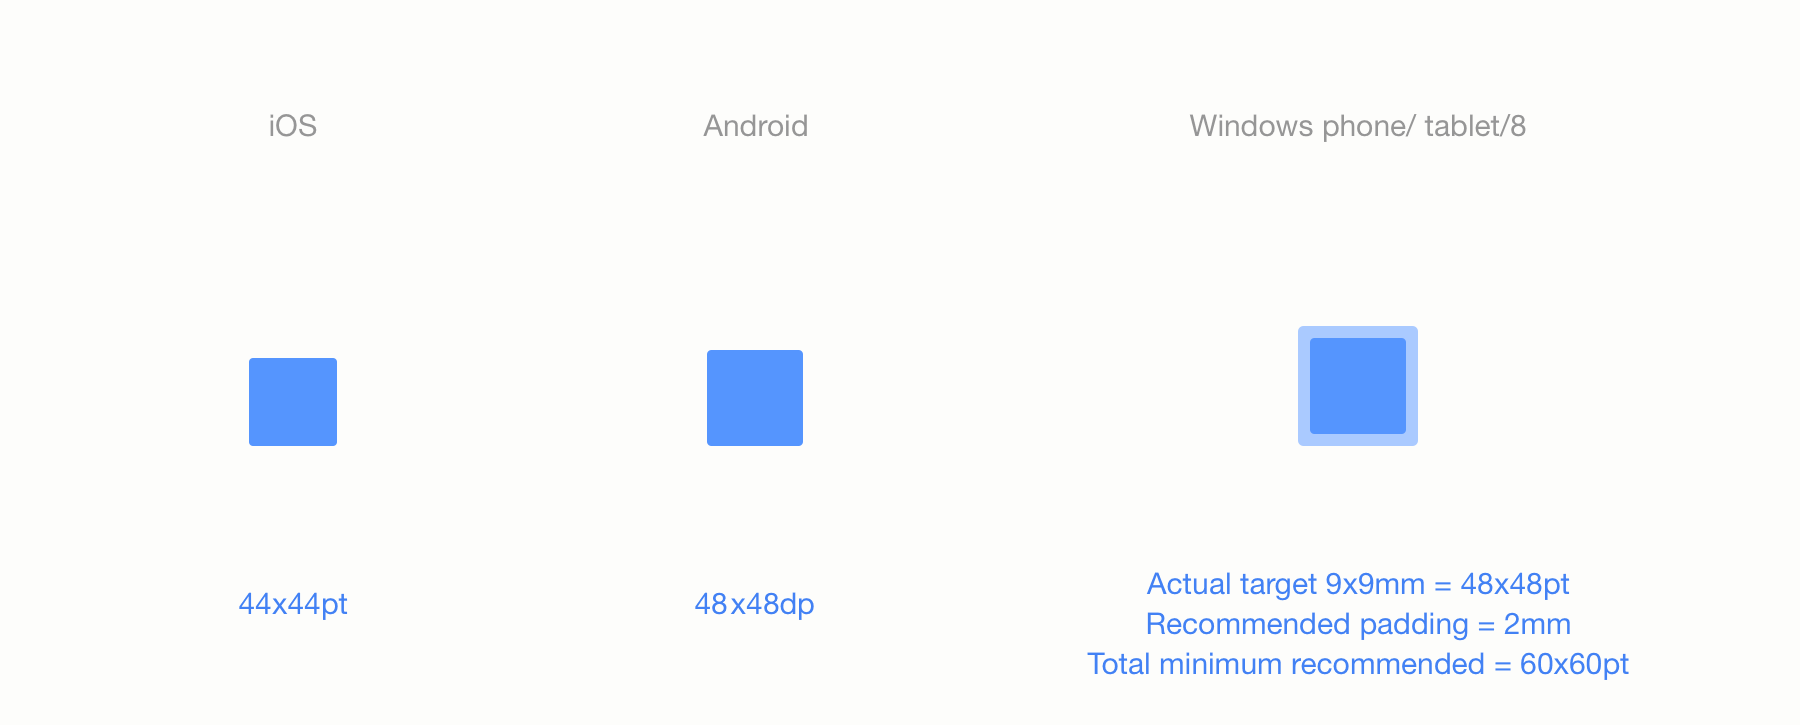 iOS
Android
Windows phone/ tablet/8
44x44pt
48x48dp
Actual target 9x9mm = 48x48pt
Recommended padding = 2mm
Total minimum recommended = 60x60pt